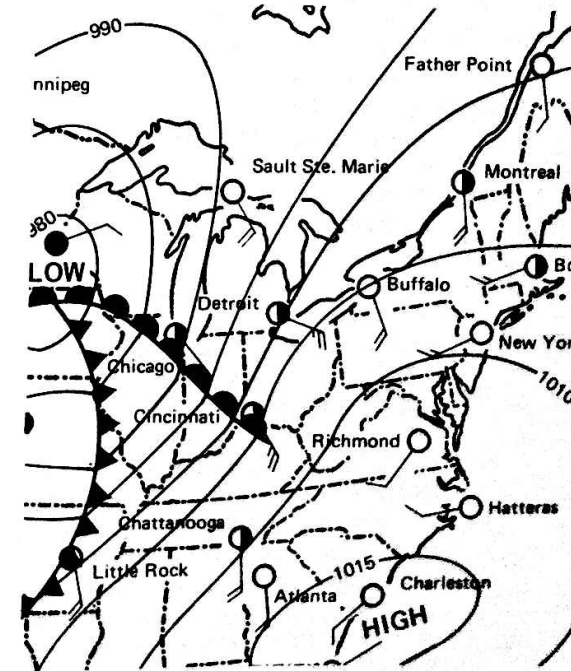 990
Father Point
nnipeg
Sault Ste. Marie
Montreal
980
LOW
Bo
Detroit
Buffalo
New Yor
Chicago
1010
Cincinnati
Richmond
Hatteras
Chattanooga
Little Rock
1015
Atlanta
Charleston
HIGH